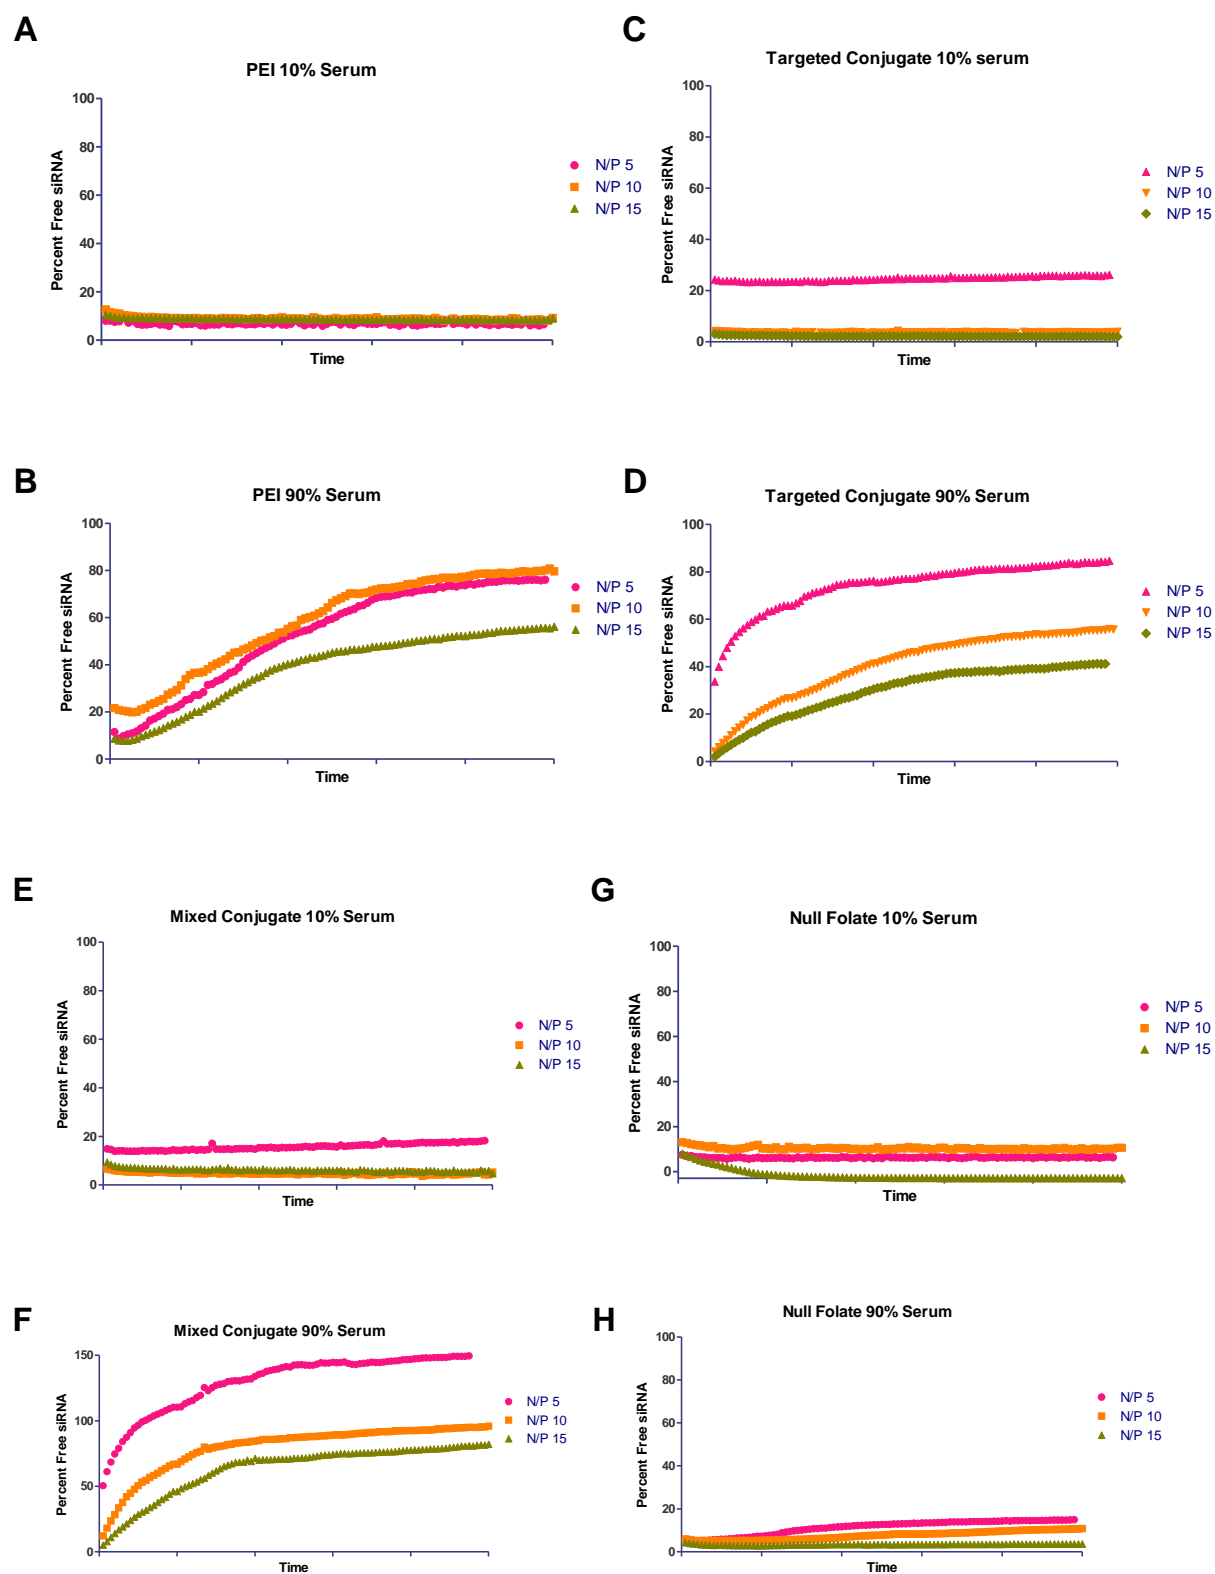 A
PEI 10% Serum
Percent Free siRNA
100
80
60
40
20
0
Time
N/P 5
N/P 10
N/P 15
C
Targeted Conjugate 10% serum
Percent Free siRNA
100
80
60
40
20
0
Time
N/P 5
N/P 10
N/P 15
B
PEI 90% Serum
Percent Free siRNA
100
80
60
40
20
0
Time
N/P 5
N/P 10
N/P 15
D
Targeted Conjugate 90% Serum
Percent Free siRNA
100
80
60
40
20
0
Time
N/P 5
N/P 10
N/P 15
E
Mixed Conjugate 10% Serum
Percent Free siRNA
100
80
60
40
20
0
Time
N/P 5
N/P 10
N/P 15
G
Null Folate 10% Serum
Percent Free siRNA
100
80
60
40
20
0
Time
N/P 5
N/P 10
N/P 15
F
Mixed Conjugate 90% Serum
Percent Free siRNA
150
100
50
0
Time
N/P 5
N/P 10
N/P 15
H
Null Folate 90% Serum
Percent Free siRNA
100
80
60
40
20
0
Time
N/P 5
N/P 10
N/P 15